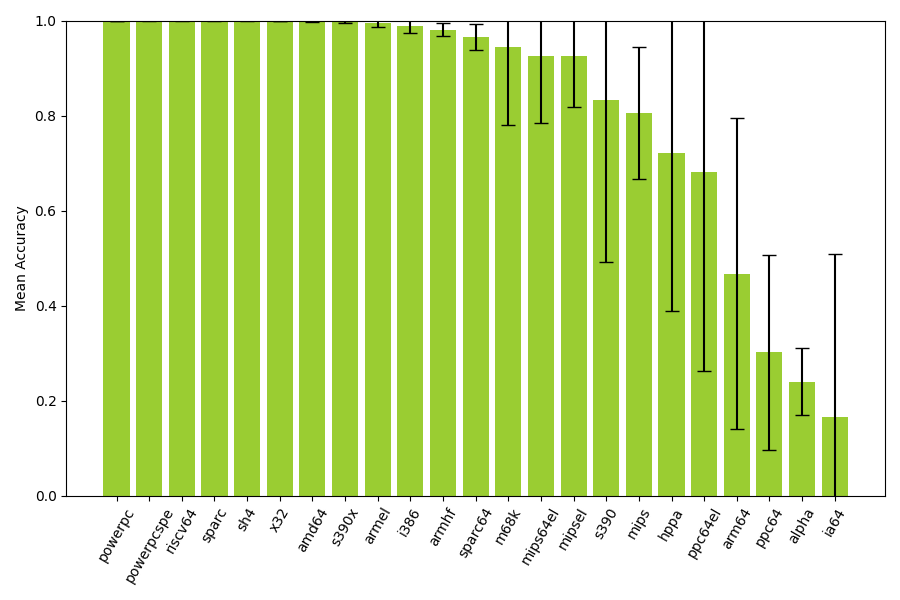 1.0
0.8
0.6
0.4
0.2
0.0
Mean Accuracy
powerpc
powerpcspe
riscv64
sparc
sh4
x32
amd64
s390x
armel
i386
armhf
sparc64
m68k
mips64el
mipsel
s390
mips
hppa
ppc64el
arm64
ppc64
alpha
ia64